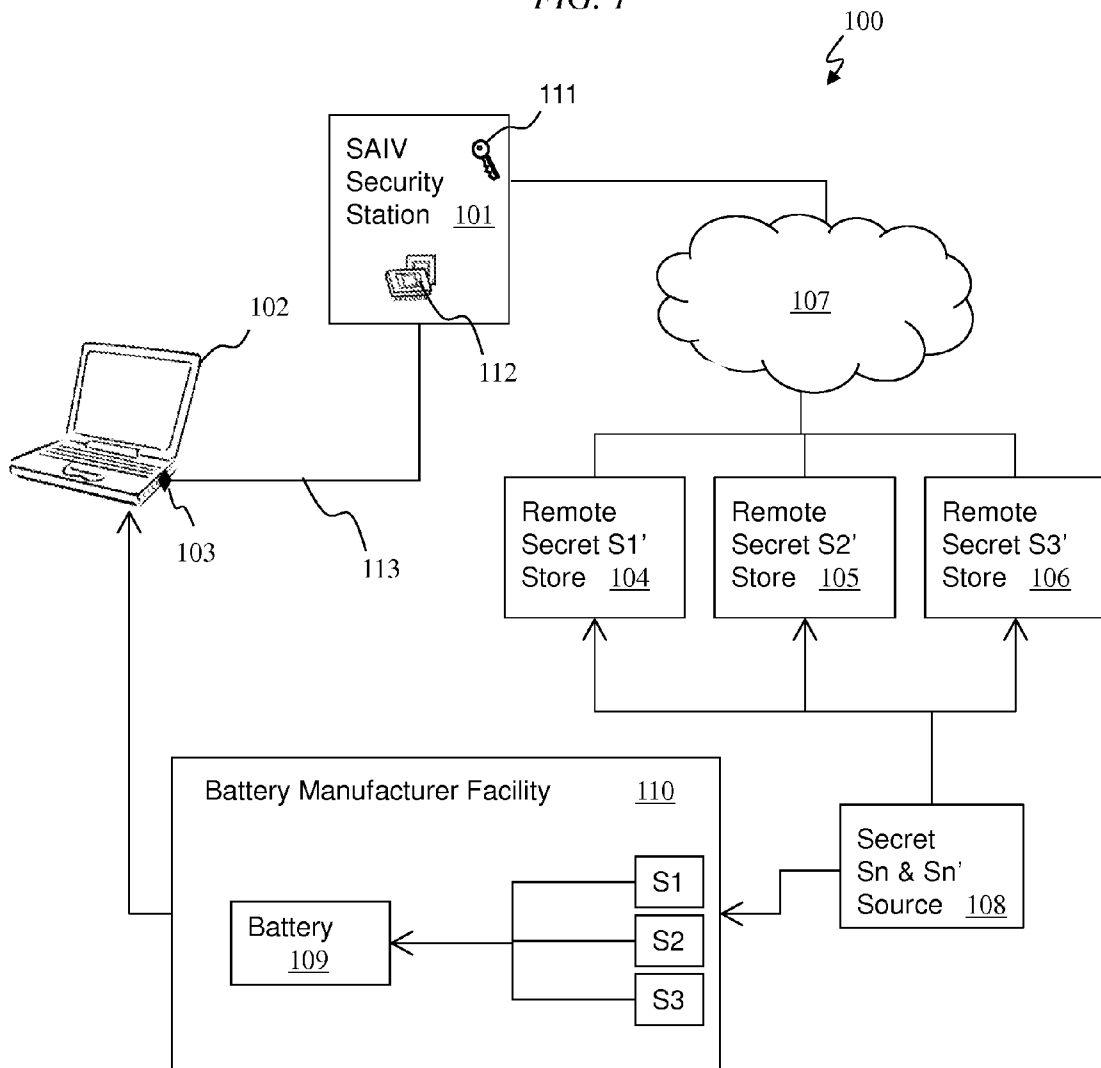 FIG. 1
100
111
SAIV
Security
Station 101
107
102
112
103
113
Remote
Secret S1'
Store 104
Remote
Secret S2'
Store 105
Remote
Secret S3'
Store 106
Battery Manufacturer Facility 110
Secret
Sn & Sn'
Source 108
S1
Battery
109
S2
S3